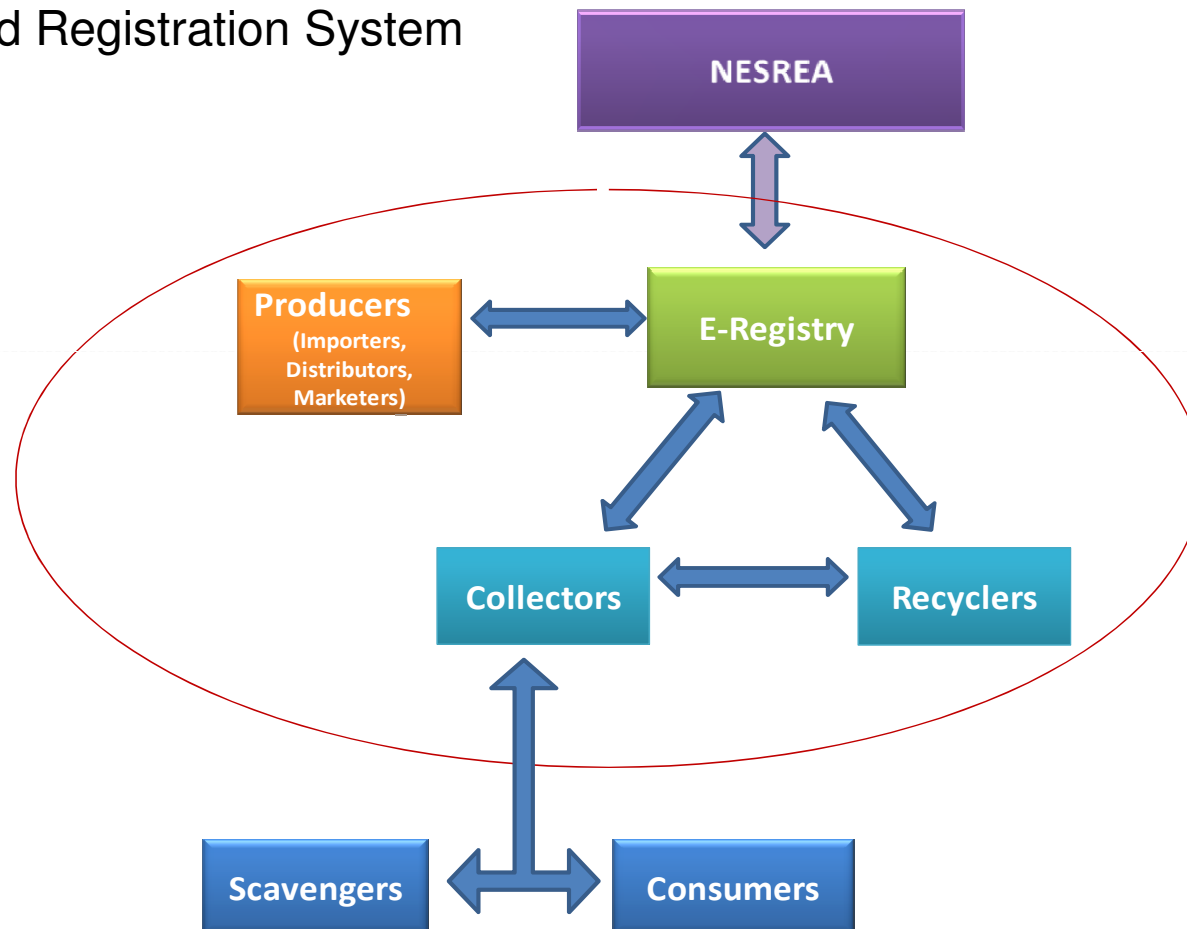 d Registration System
NESREA
Producers
(Importers,
Distributors,
Marketers)
E-Registry
Collectors
Recyclers
Scavengers
Consumers